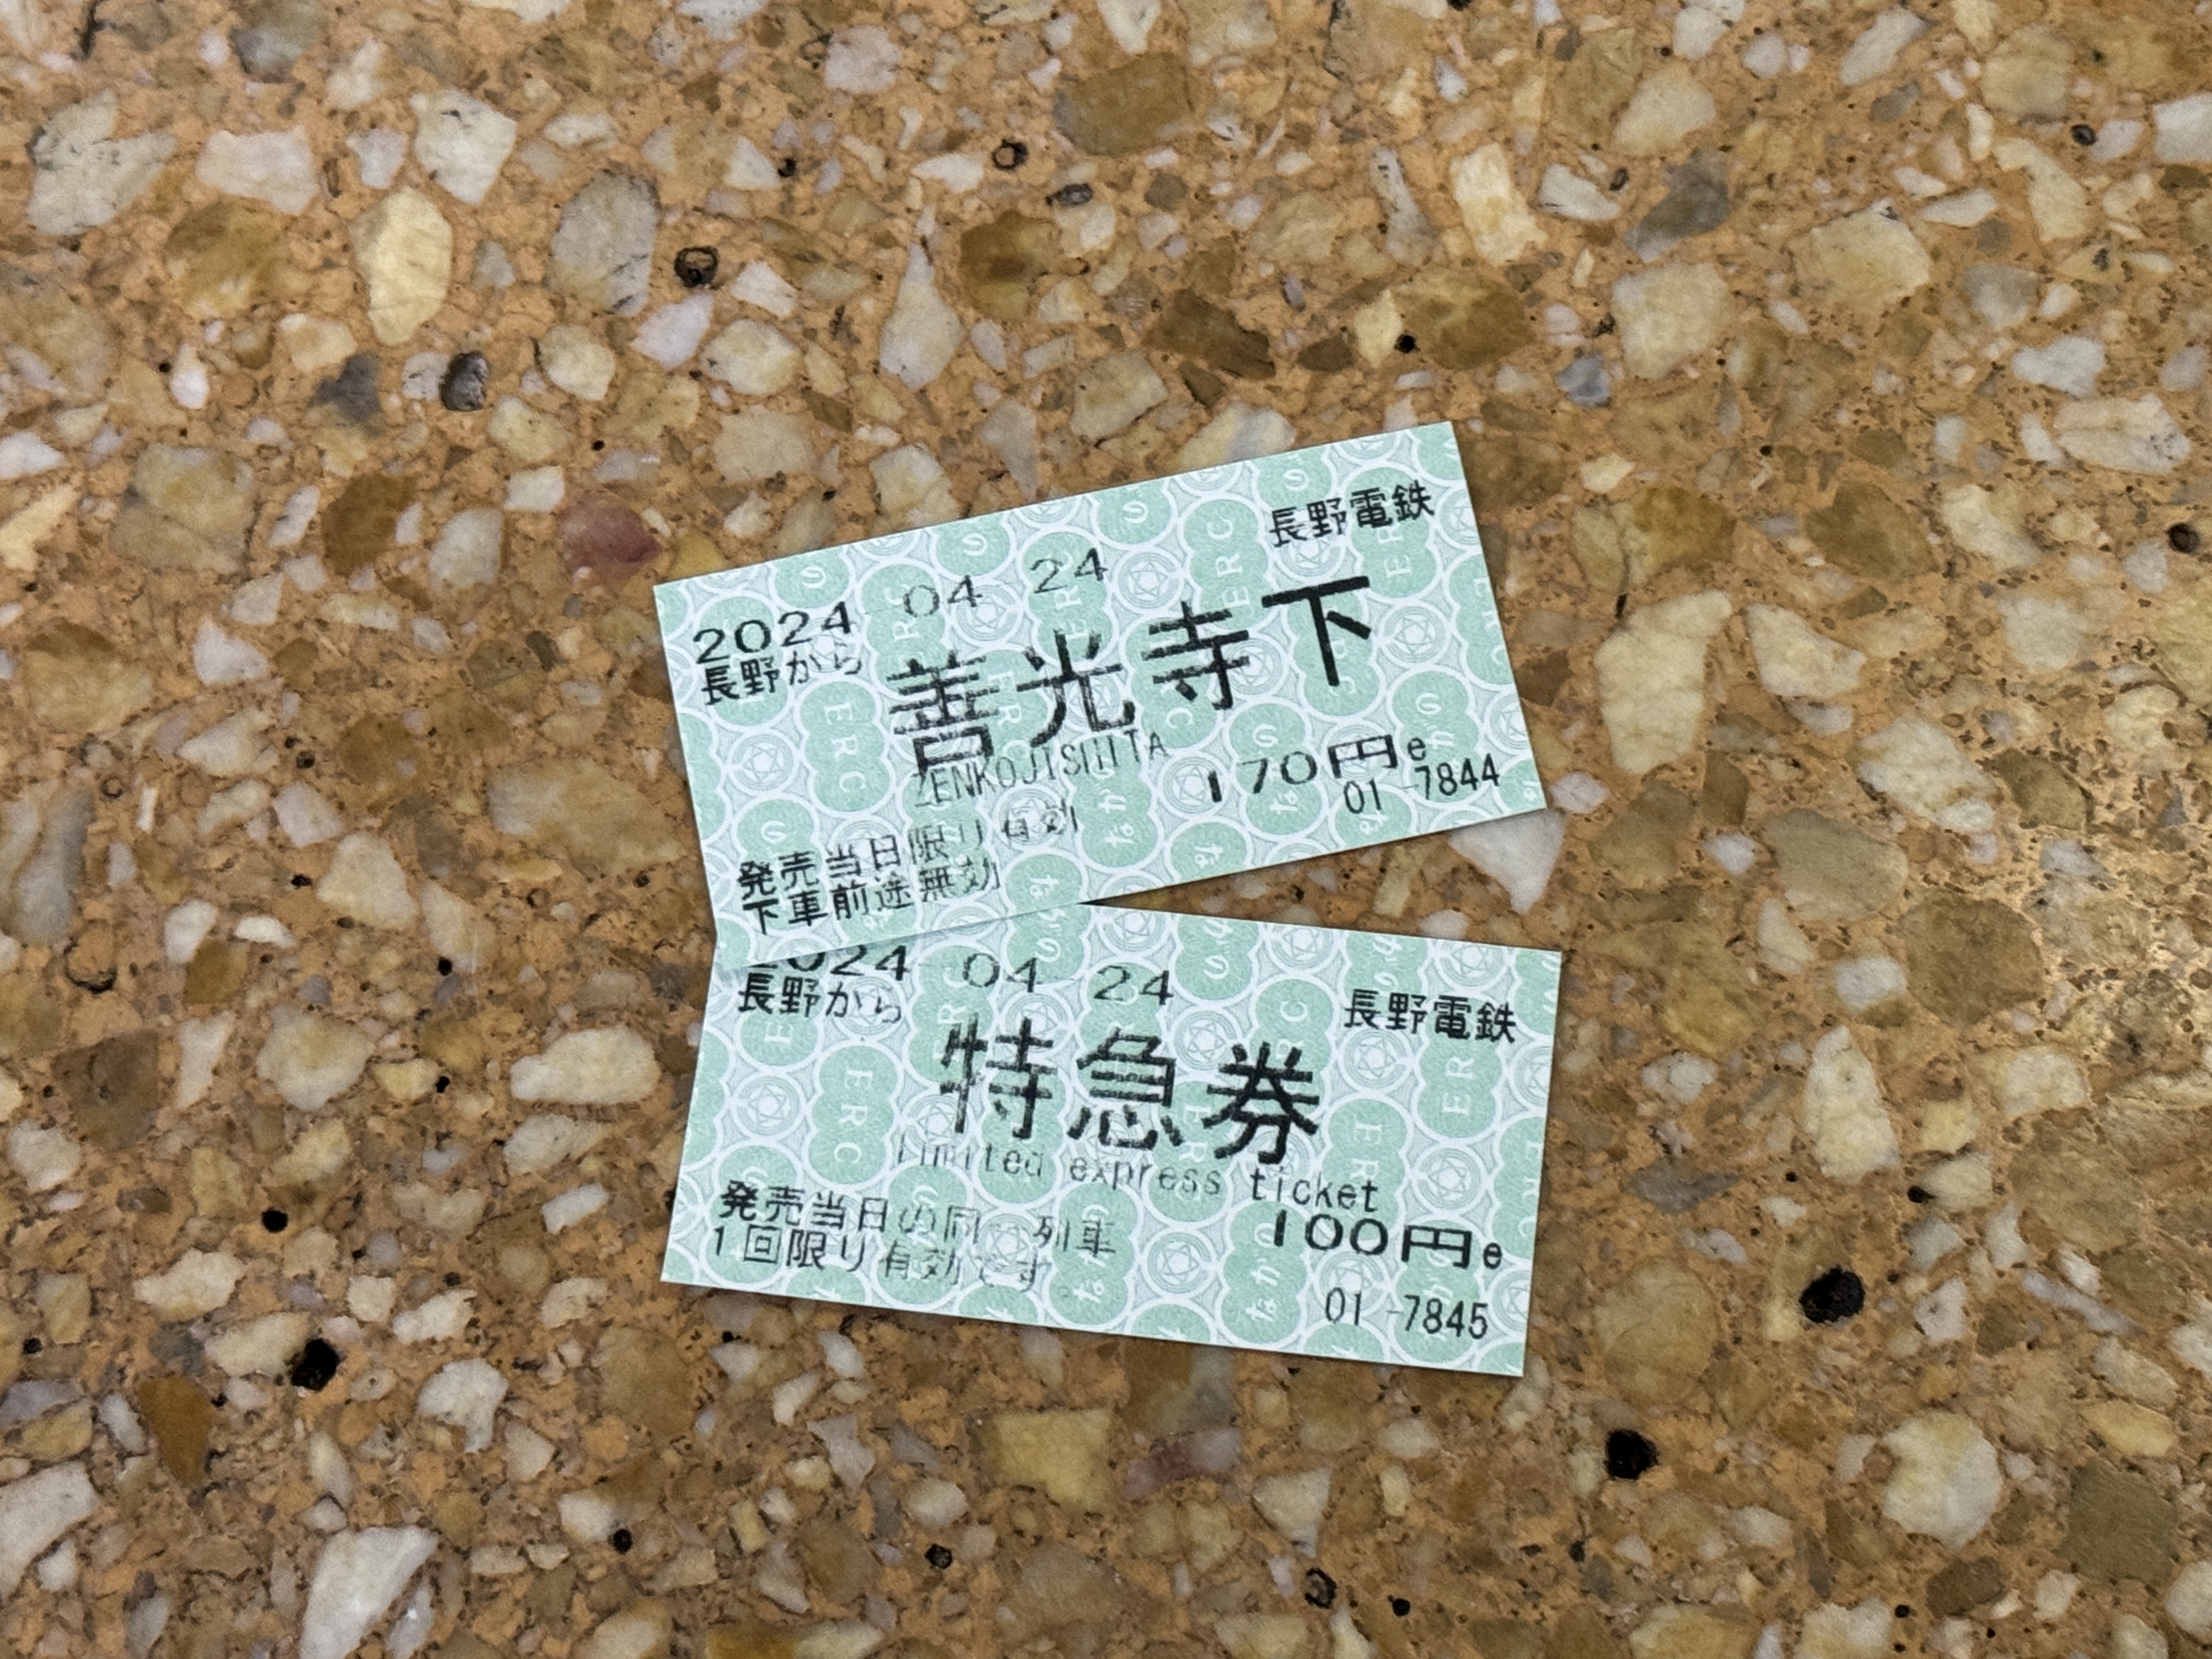 長野電鉄
2024 04 24
長野から
善光寺下
ZENKOJISHITA
170円e
01 -7844
発売当日限り有効
下車前途無効
2024 04 24
長野電鉄
長野から
特急券
Limited express ticket
100円e
発売当日の同一列車
1回限り有効です。
01 -7845